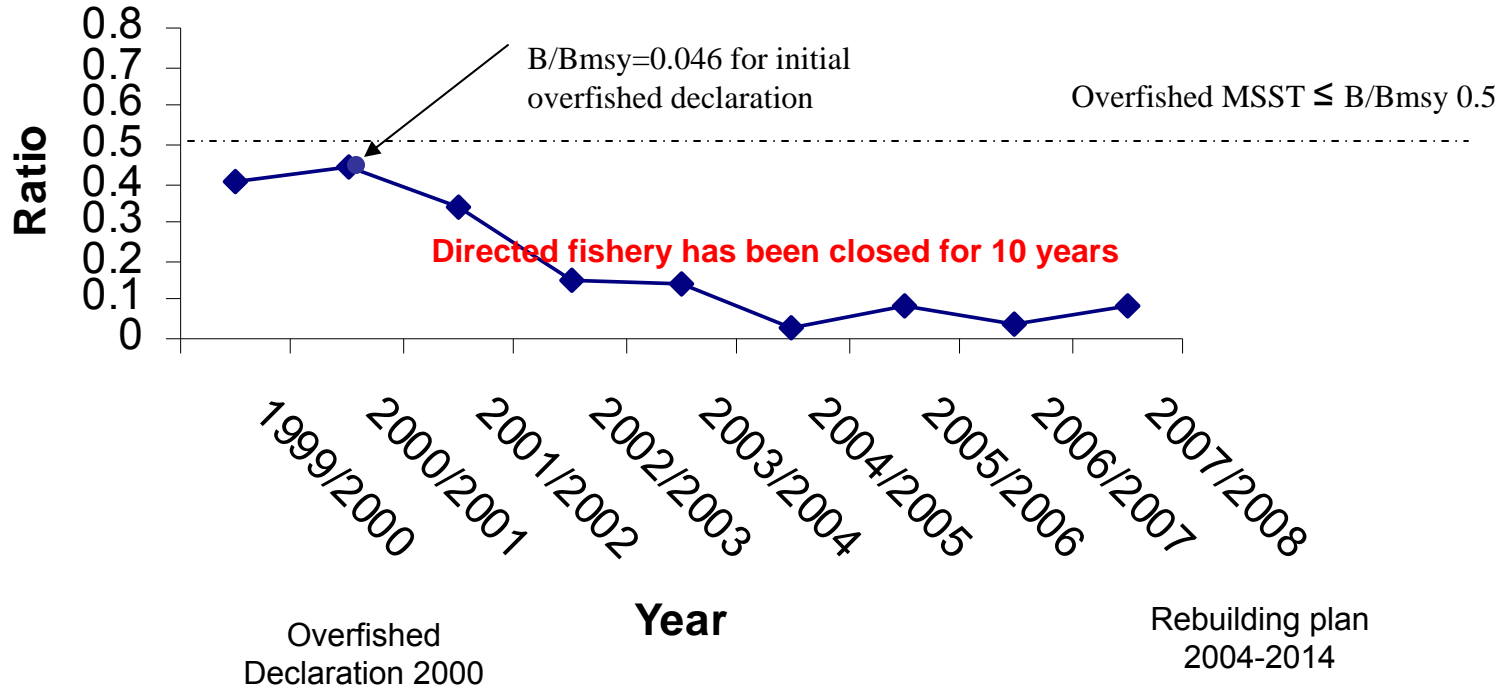 0.8
0.7
0.6
0.5
0.4
0.3
0.2
0.1
0
Ratio
B/Bmsy=0.046 for initial
overfished declaration
Overfished MSST ≤ B/Bmsy 0.5
Directed fishery has been closed for 10 years
1999/2000
2000/2001
2001/2002
2002/2003
2003/2004
2004/2005
2005/2006
2006/2007
2007/2008
Year
Overfished
Declaration 2000
Rebuilding plan
2004-2014